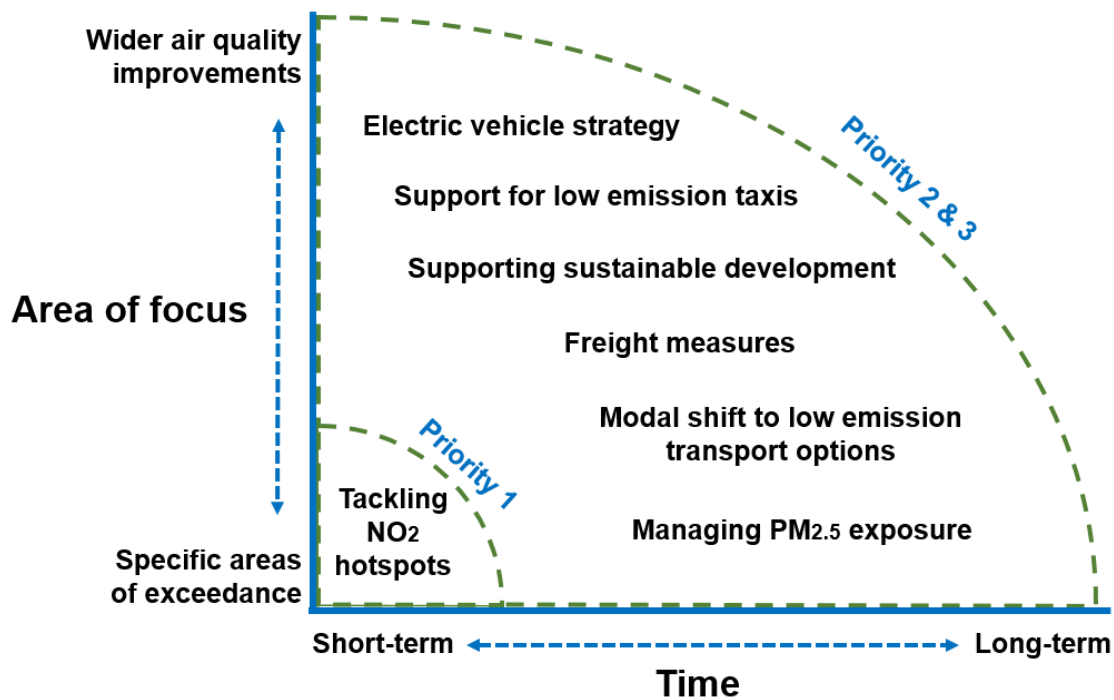 Wider air quality
improvements
Electric vehicle strategy
Priority 2 & 3
Support for low emission taxis
Supporting sustainable development
Area of focus
Freight measures
Modal shift to low emission
transport options
Priority 1
Tackling
NO2
hotspots
Managing PM2.5 exposure
Specific areas
of exceedance
Short-term
Long-term
Time